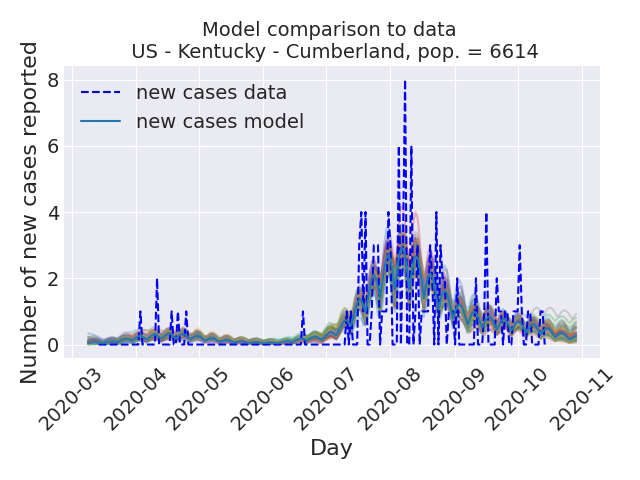 Model comparison to data
US - Kentucky - Cumberland, pop. = 6614
Number of new cases reported
8
6
4
2
0
new cases data
new cases model
2020-03
2020-04
2020-05
2020-06
2020-07
2020-08
2020-09
2020-10
2020-11
Day